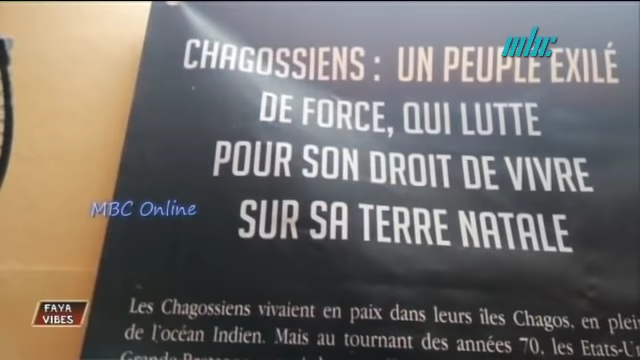 mbc
CHAGOSSIENS : UN PEUPLE EXILÉ
DE FORCE, QUI LUTTE
POUR SON DROIT DE VIVRE
SUR SA TERRE NATALE
MBC Online
Les Chagossiens vivaient en paix dans leurs îles Chagos, en plein
de l'océan Indien. Mais au tournant des années 70, les Etats-U
FAYA
VIBES